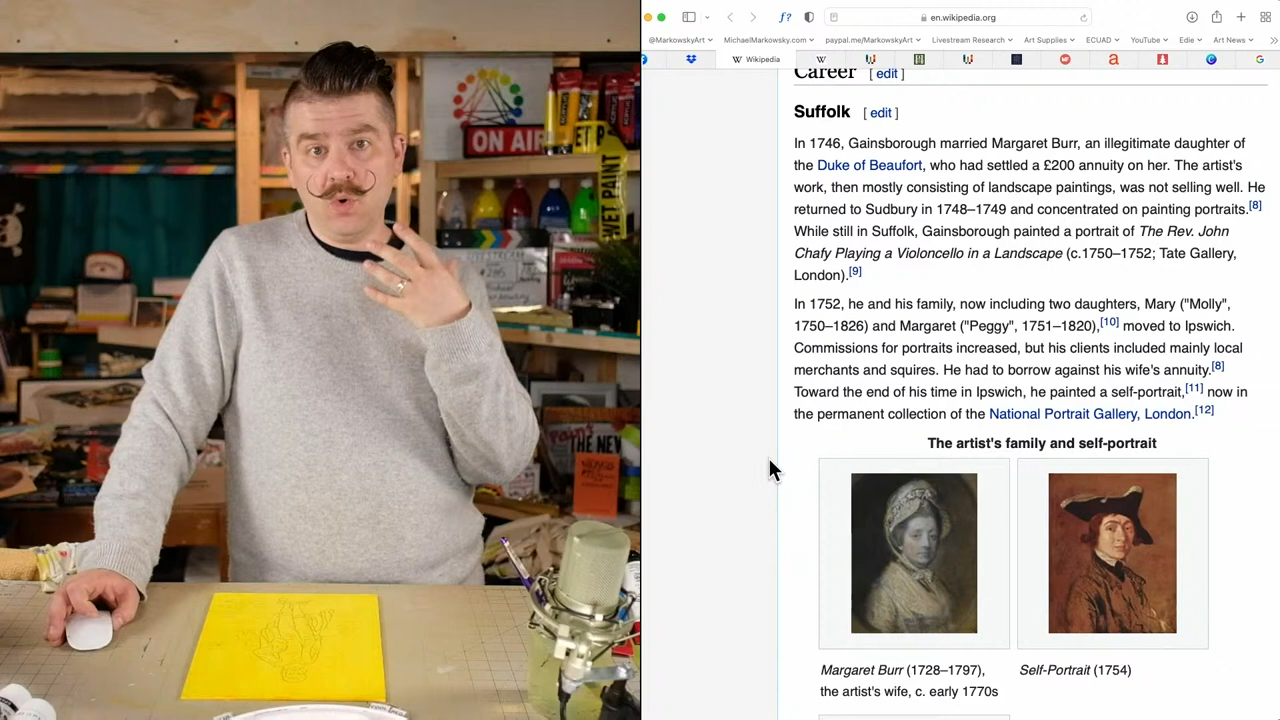 ON AIR
WET PAINT
LIVESTREAM
#285
THE NEW
en.wikipedia.org
@MarkowskyArt
MichaelMarkowsky.com
paypal.me/MarkowskyArt
Livestream Research
Art Supplies
ECUAD
YouTube
Edie
Art News
Wikipedia
Career [ edit ]
Suffolk [ edit ]
In 1746, Gainsborough married Margaret Burr, an illegitimate daughter of
the Duke of Beaufort, who had settled a £200 annuity on her. The artist's
work, then mostly consisting of landscape paintings, was not selling well. He
returned to Sudbury in 1748–1749 and concentrated on painting portraits.[8]
While still in Suffolk, Gainsborough painted a portrait of The Rev. John
Chafy Playing a Violoncello in a Landscape (c.1750–1752; Tate Gallery,
London).[9]
In 1752, he and his family, now including two daughters, Mary ("Molly",
1750–1826) and Margaret ("Peggy", 1751–1820),[10] moved to Ipswich.
Commissions for portraits increased, but his clients included mainly local
merchants and squires. He had to borrow against his wife's annuity.[8]
Toward the end of his time in Ipswich, he painted a self-portrait,[11] now in
the permanent collection of the National Portrait Gallery, London.[12]
The artist's family and self-portrait
Margaret Burr (1728–1797),
the artist's wife, c. early 1770s
Self-Portrait (1754)